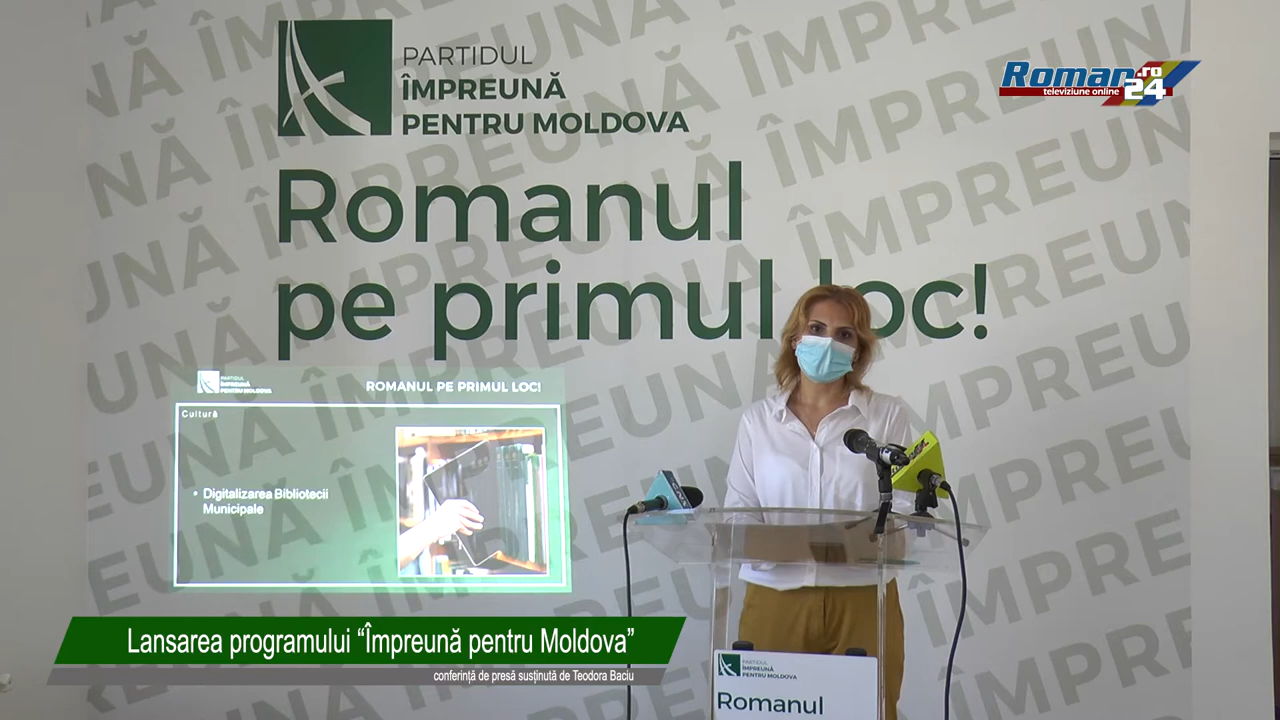 PARTIDUL
ÎMPREUNĂ
PENTRU MOLDOVA
Roman24.ro
televiziune online
Romanul
pe primul loc!
PARTIDUL
ÎMPREUNĂ
PENTRU MOLDOVA
ROMANUL PE PRIMUL LOC!
Cultură
• Digitalizarea Bibliotecii
Municipale
Lansarea programului “Împreună pentru Moldova”
conferință de presă susținută de Teodora Baciu
PARTIDUL
ÎMPREUNĂ
PENTRU MOLDOVA
Romanul